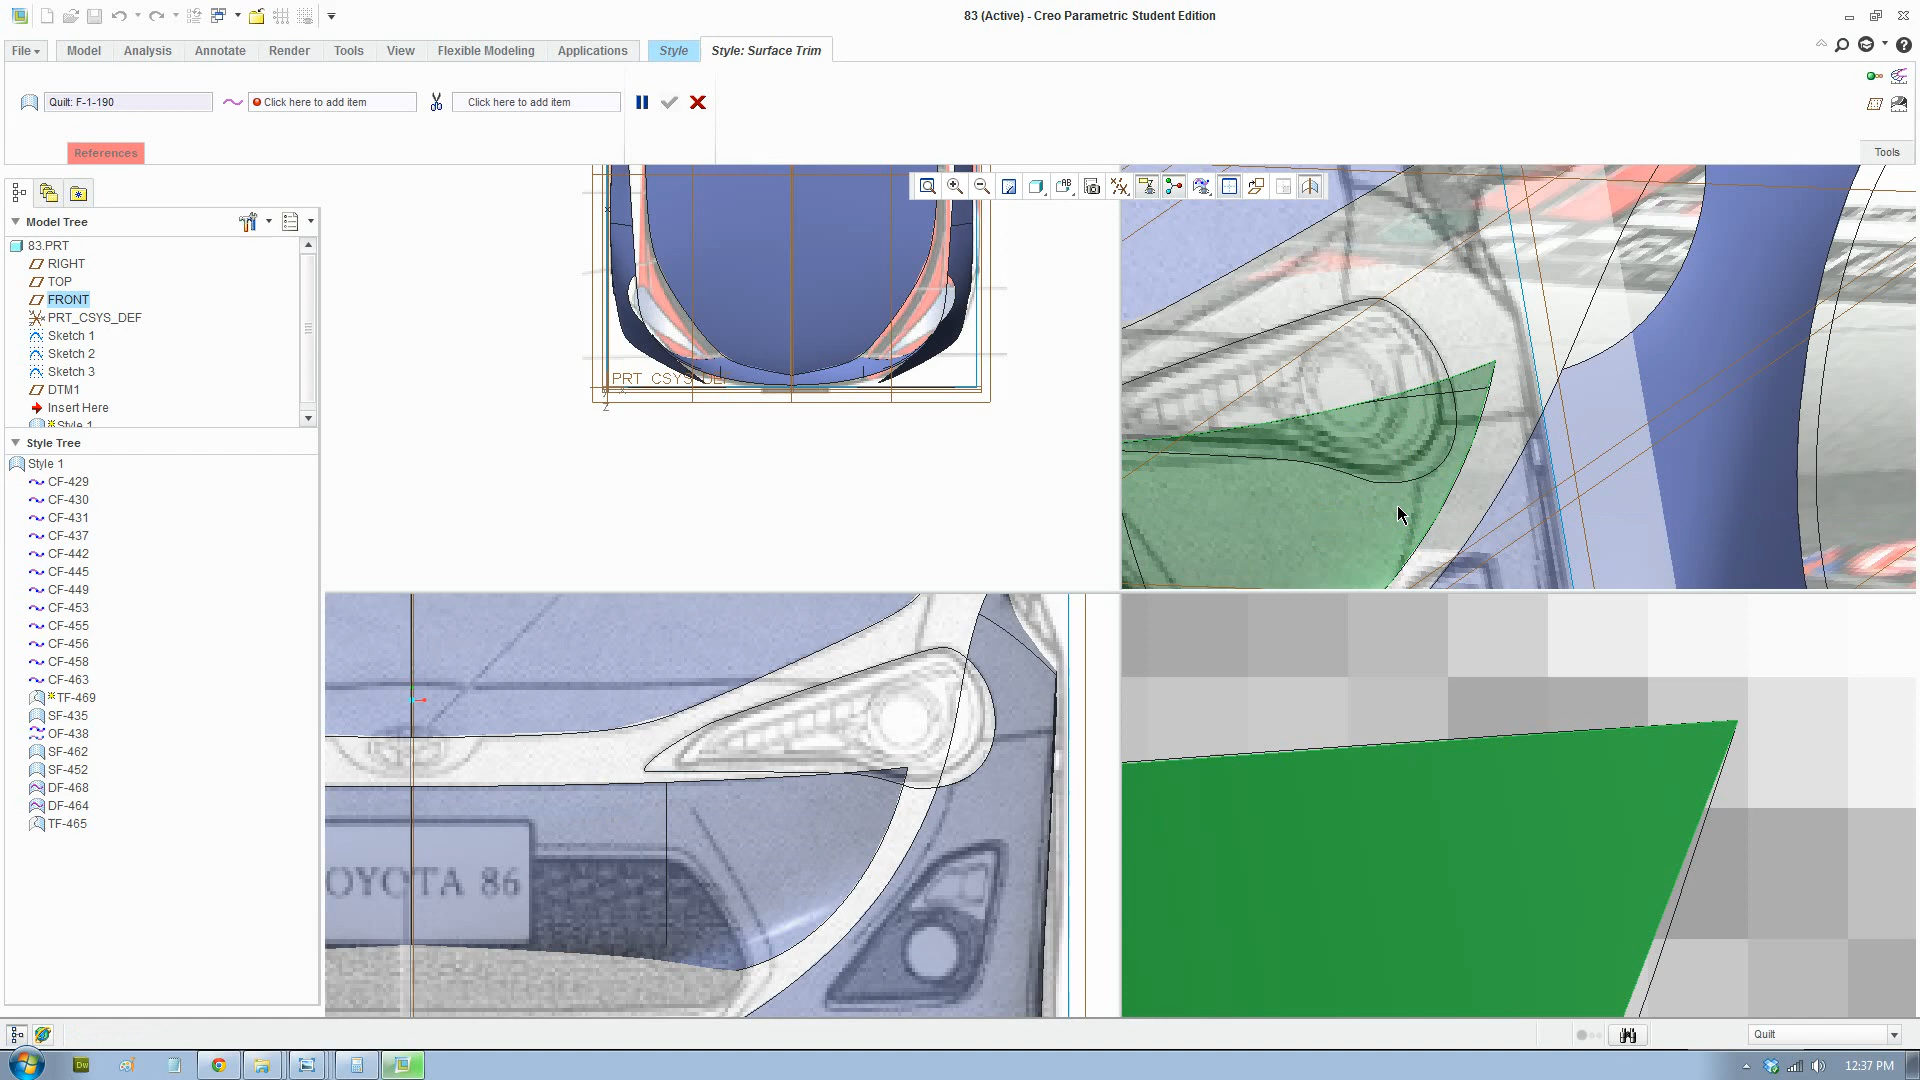 83 (Active) - Creo Parametric Student Edition
File
Model
Analysis
Annotate
Render
Tools
View
Flexible Modeling
Applications
Style
Style: Surface Trim
Quilt: F-1-190
Click here to add item
Click here to add item
References
Tools
Model Tree
83.PRT
RIGHT
TOP
FRONT
PRT_CSYS_DEF
Sketch 1
Sketch 2
Sketch 3
DTM1
Insert Here
Style 1
Style Tree
Style 1
CF-429
CF-430
CF-431
CF-437
CF-442
CF-445
CF-449
CF-453
CF-455
CF-456
CF-458
CF-463
TF-469
SF-435
OF-438
SF-462
SF-452
DF-468
DF-464
TF-465
PRT_CSYS_DEF
Z
OYOTA 86
Quilt
Dw
12:37 PM